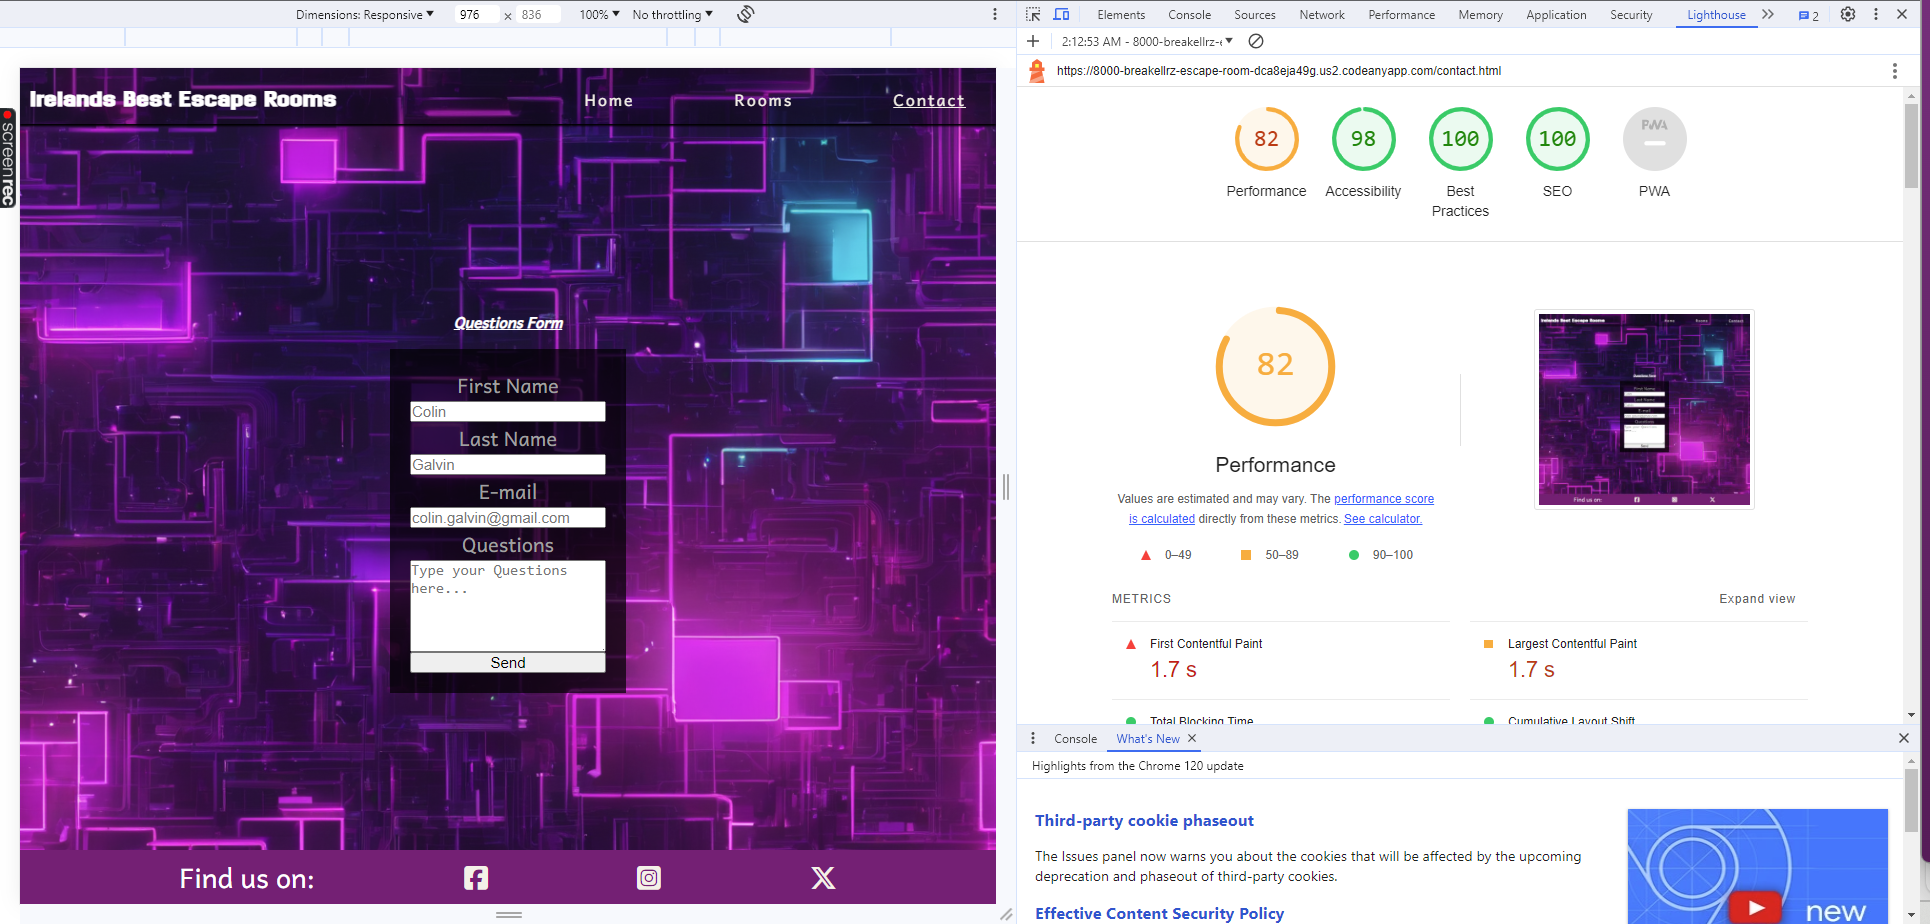 Dimensions: Responsive 976 x 836 100% No throttling
Elements Console Sources Network Performance Memory Application Security Lighthouse 2
2:12:53 AM - 8000-breakellrz-
https://8000-breakellrz-escape-room-dca8eja49g.us2.codeanyapp.com/contact.html
screenrec
Irelands Best Escape Rooms
Home Rooms Contact
Questions Form
First Name
Colin
Last Name
Galvin
E-mail
colin.galvin@gmail.com
Questions
Type your Questions
here...
Send
Find us on:
82 98 100 100 PWA
Performance Accessibility Best Practices SEO PWA
82
Performance
Values are estimated and may vary. The performance score
is calculated directly from these metrics. See calculator.
0–49 50–89 90–100
METRICS Expand view
First Contentful Paint
1.7 s
Largest Contentful Paint
1.7 s
Total Blocking Time
Cumulative Layout Shift
Console What's New
Highlights from the Chrome 120 update
Third-party cookie phaseout
The Issues panel now warns you about the cookies that will be affected by the upcoming
deprecation and phaseout of third-party cookies.
Effective Content Security Policy
new